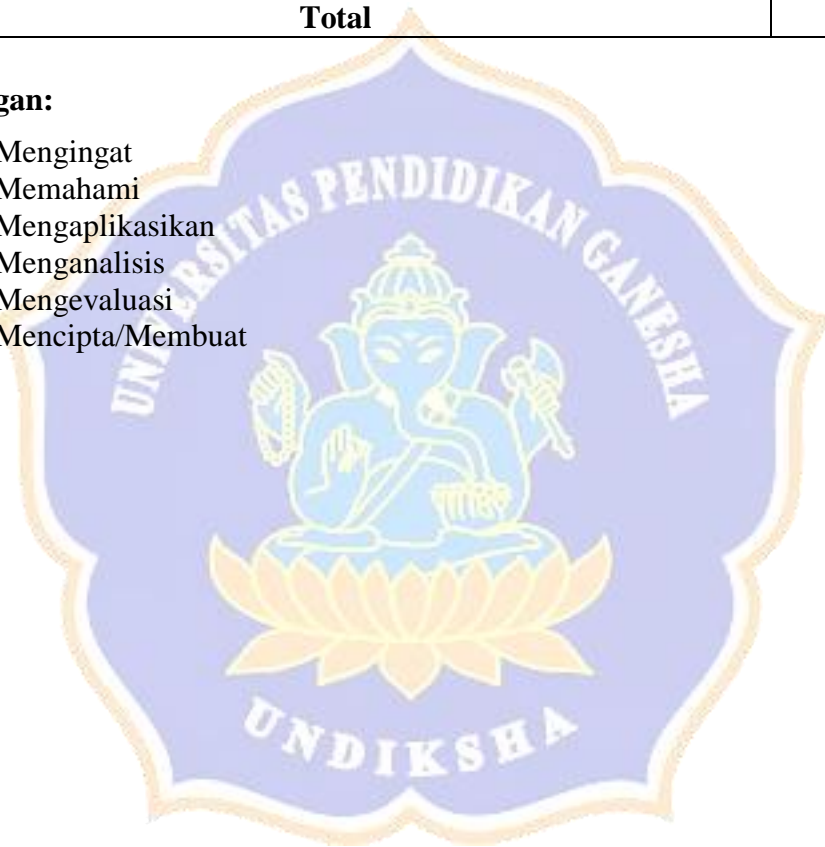 Total
gan:
Mengingat
Memahami
Mengaplikasikan
Menganalisis
Mengevaluasi
Mencipta/Membuat
UNIVERSITAS PENDIDIKAN GANESHA
UNDIKSHA